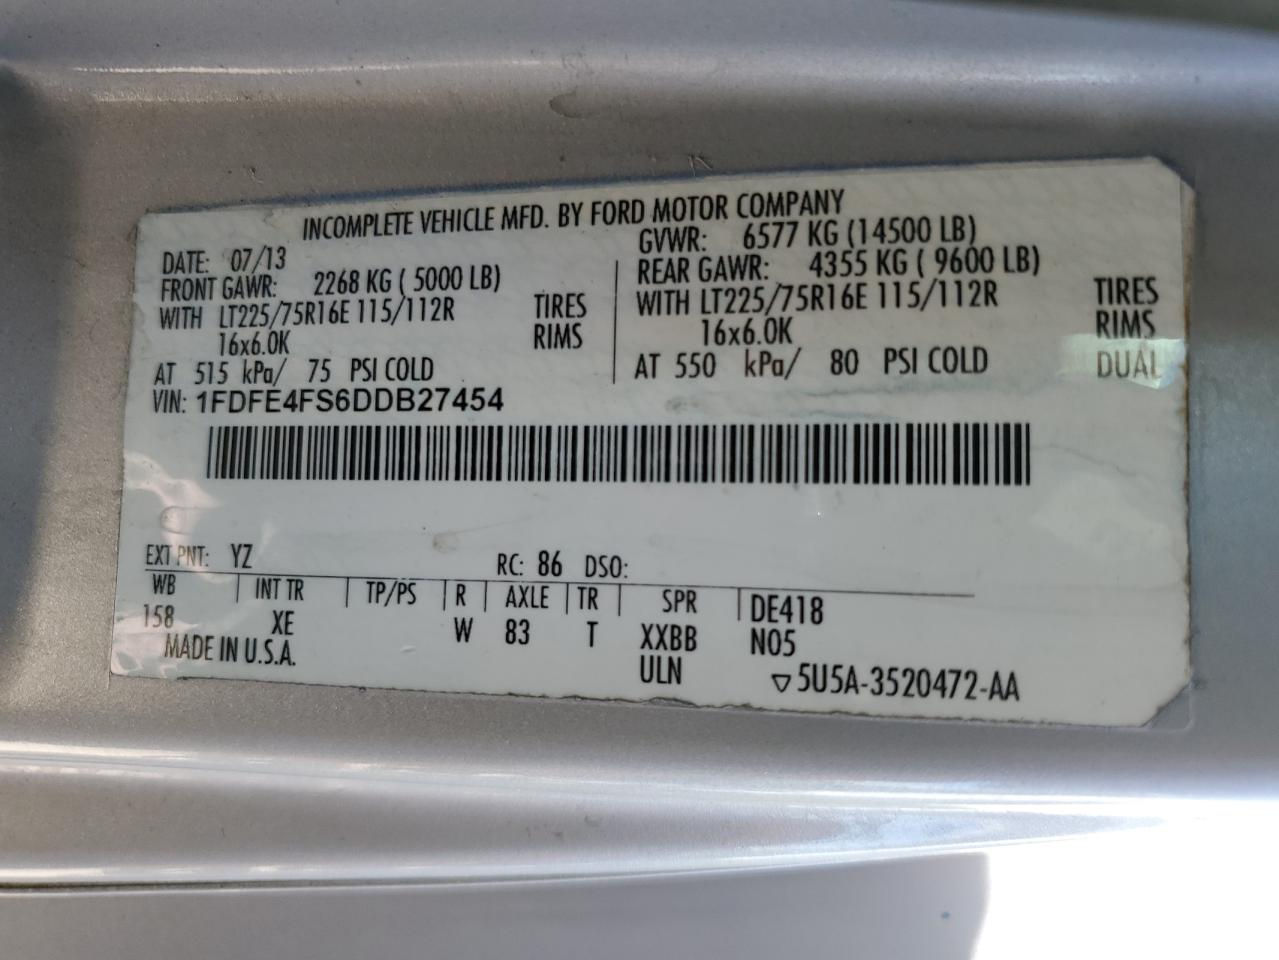 INCOMPLETE VEHICLE MFD. BY FORD MOTOR COMPANY
DATE: 07/13
GVWR: 6577 KG (14500 LB)
FRONT GAWR: 2268 KG ( 5000 LB)
WITH LT225/75R16E 115/112R TIRES
16x6.0K RIMS
AT 515 kPa/ 75 PSI COLD
REAR GAWR: 4355 KG ( 9600 LB)
WITH LT225/75R16E 115/112R TIRES
16x6.0K RIMS
AT 550 kPa/ 80 PSI COLD DUAL
VIN: 1FDFE4FS6DDB27454
EXT PNT: YZ RC: 86 DSO:
WB | INT TR | TP/PS | R | AXLE | TR | SPR | DE418
158 XE W 83 T XXBB N05
MADE IN U.S.A. ULN
▽5U5A-3520472-AA